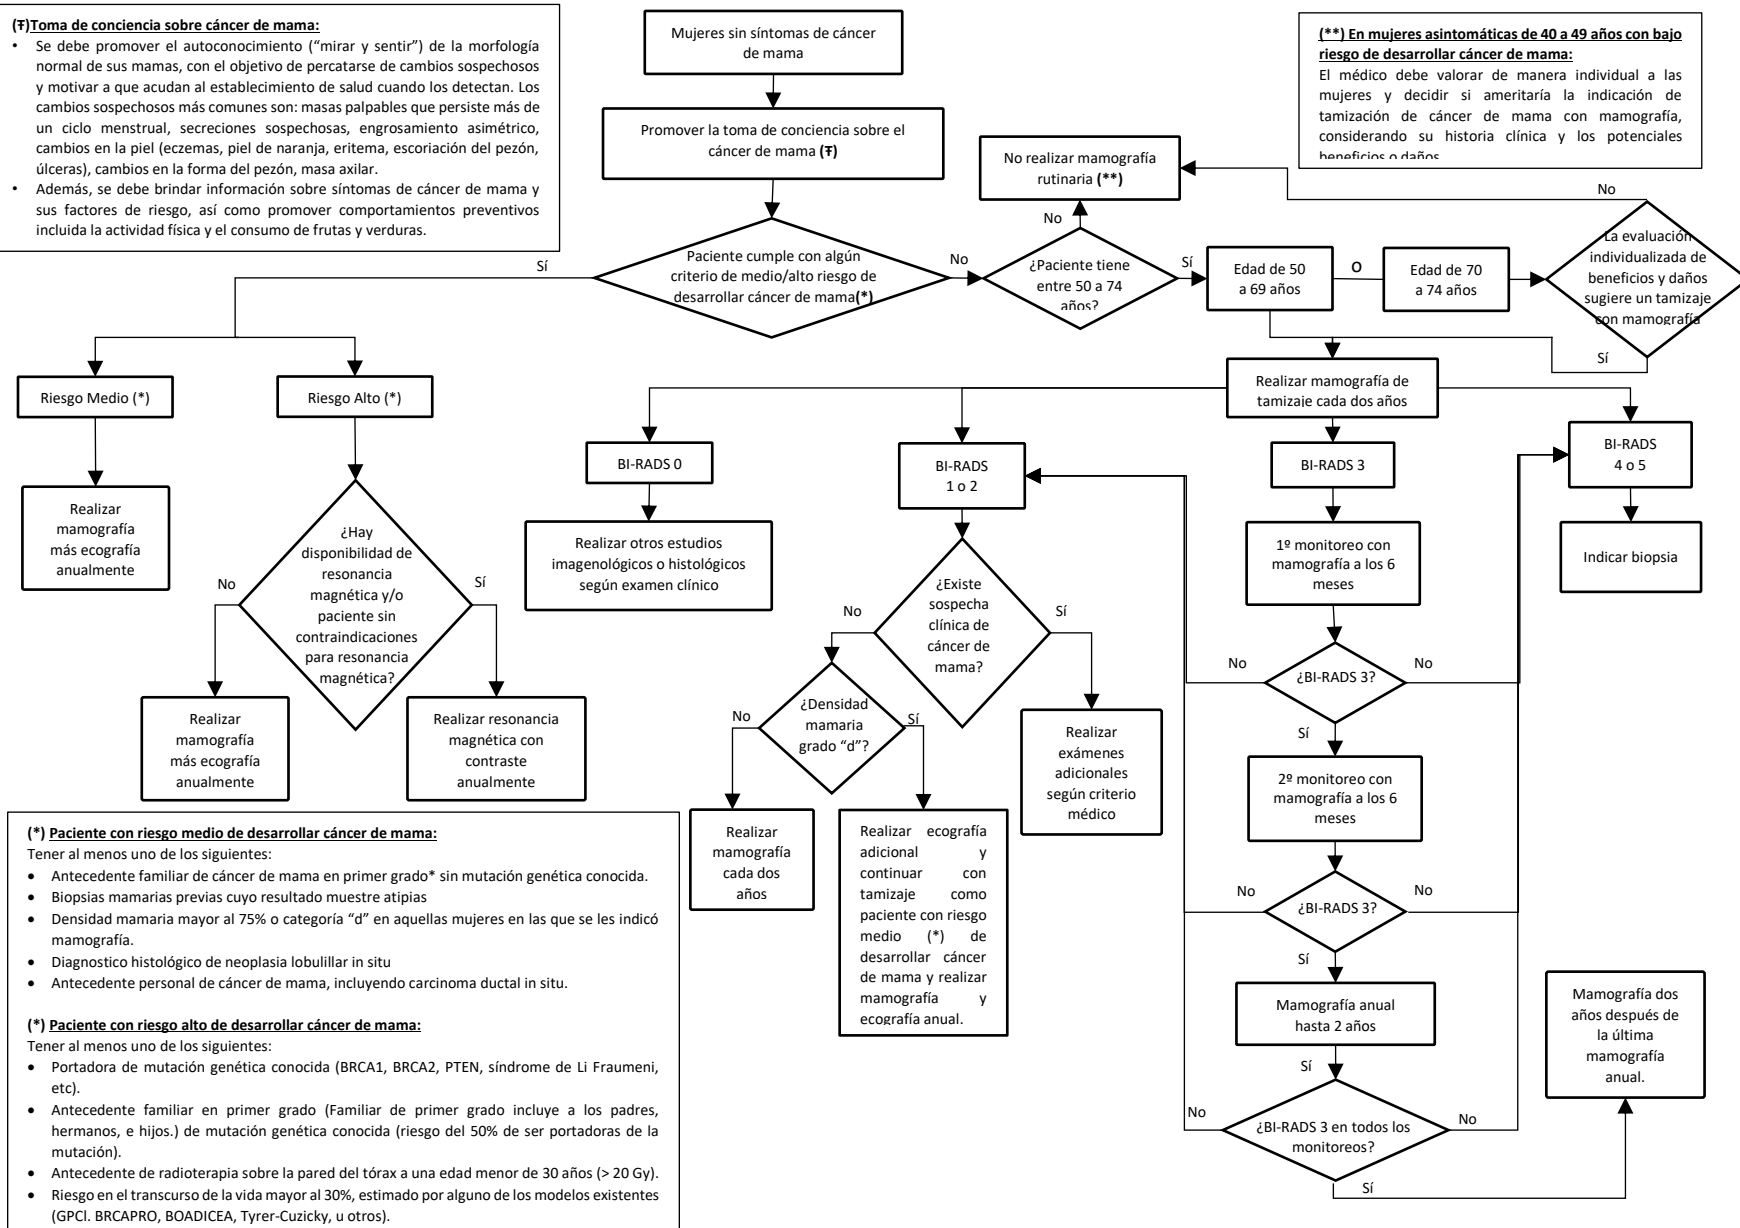 (Ŧ)Toma de conciencia sobre cáncer de mama:
• Se debe promover el autoconocimiento (“mirar y sentir”) de la morfología
normal de sus mamas, con el objetivo de percatarse de cambios sospechosos
y motivar a que acudan al establecimiento de salud cuando los detectan. Los
cambios sospechosos más comunes son: masas palpables que persiste más de
un ciclo menstrual, secreciones sospechosas, engrosamiento asimétrico,
cambios en la piel (eczemas, piel de naranja, eritema, escoriación del pezón,
úlceras), cambios en la forma del pezón, masa axilar.
• Además, se debe brindar información sobre síntomas de cáncer de mama y
sus factores de riesgo, así como promover comportamientos preventivos
incluida la actividad física y el consumo de frutas y verduras.
Mujeres sin síntomas de cáncer
de mama
Promover la toma de conciencia sobre el
cáncer de mama (Ŧ)
(**) En mujeres asintomáticas de 40 a 49 años con bajo
riesgo de desarrollar cáncer de mama:
El médico debe valorar de manera individual a las
mujeres y decidir si ameritaría la indicación de
tamización de cáncer de mama con mamografía,
considerando su historia clínica y los potenciales
beneficios o daños
No realizar mamografía
rutinaria (**)
No
No
Paciente cumple con algún
criterio de medio/alto riesgo de
desarrollar cáncer de mama(*)
Sí
No
¿Paciente tiene
entre 50 a 74
años?
Sí
Edad de 50
a 69 años
O
Edad de 70
a 74 años
La evaluación
individualizada de
beneficios y daños
sugiere un tamizaje
con mamografía
Sí
Riesgo Medio (*)
Riesgo Alto (*)
Realizar mamografía de
tamizaje cada dos años
BI-RADS 0
BI-RADS
1 o 2
BI-RADS 3
BI-RADS
4 o 5
Realizar
mamografía
más ecografía
anualmente
¿Hay
disponibilidad de
resonancia
magnética y/o
paciente sin
contraindicaciones
para resonancia
magnética?
No
Sí
Realizar otros estudios
imagenológicos o histológicos
según examen clínico
1º monitoreo con
mamografía a los 6
meses
Indicar biopsia
¿Existe
sospecha
clínica de
cáncer de
mama?
No
Sí
¿BI-RADS 3?
No
No
Sí
Realizar
mamografía
más ecografía
anualmente
Realizar resonancia
magnética con
contraste
anualmente
¿Densidad
mamaria
grado “d”?
No
Sí
Realizar
exámenes
adicionales
según criterio
médico
2º monitoreo con
mamografía a los 6
meses
Realizar
mamografía
cada dos
años
Realizar ecografía
adicional y
continuar con
tamizaje como
paciente con riesgo
medio (*) de
desarrollar cáncer
de mama y realizar
mamografía y
ecografía anual.
¿BI-RADS 3?
No
No
Sí
Mamografía anual
hasta 2 años
Sí
¿BI-RADS 3 en todos los
monitoreos?
No
No
Sí
Mamografía dos
años después de
la última
mamografía
anual.
(*) Paciente con riesgo medio de desarrollar cáncer de mama:
Tener al menos uno de los siguientes:
• Antecedente familiar de cáncer de mama en primer grado* sin mutación genética conocida.
• Biopsias mamarias previas cuyo resultado muestre atipias
• Densidad mamaria mayor al 75% o categoría “d” en aquellas mujeres en las que se les indicó
mamografía.
• Diagnostico histológico de neoplasia lobulillar in situ
• Antecedente personal de cáncer de mama, incluyendo carcinoma ductal in situ.
(*) Paciente con riesgo alto de desarrollar cáncer de mama:
Tener al menos uno de los siguientes:
• Portadora de mutación genética conocida (BRCA1, BRCA2, PTEN, síndrome de Li Fraumeni,
etc).
• Antecedente familiar en primer grado (Familiar de primer grado incluye a los padres,
hermanos, e hijos.) de mutación genética conocida (riesgo del 50% de ser portadoras de la
mutación).
• Antecedente de radioterapia sobre la pared del tórax a una edad menor de 30 años (> 20 Gy).
• Riesgo en el transcurso de la vida mayor al 30%, estimado por alguno de los modelos existentes
(GPCl. BRCAPRO, BOADICEA, Tyrer-Cuzicky, u otros).